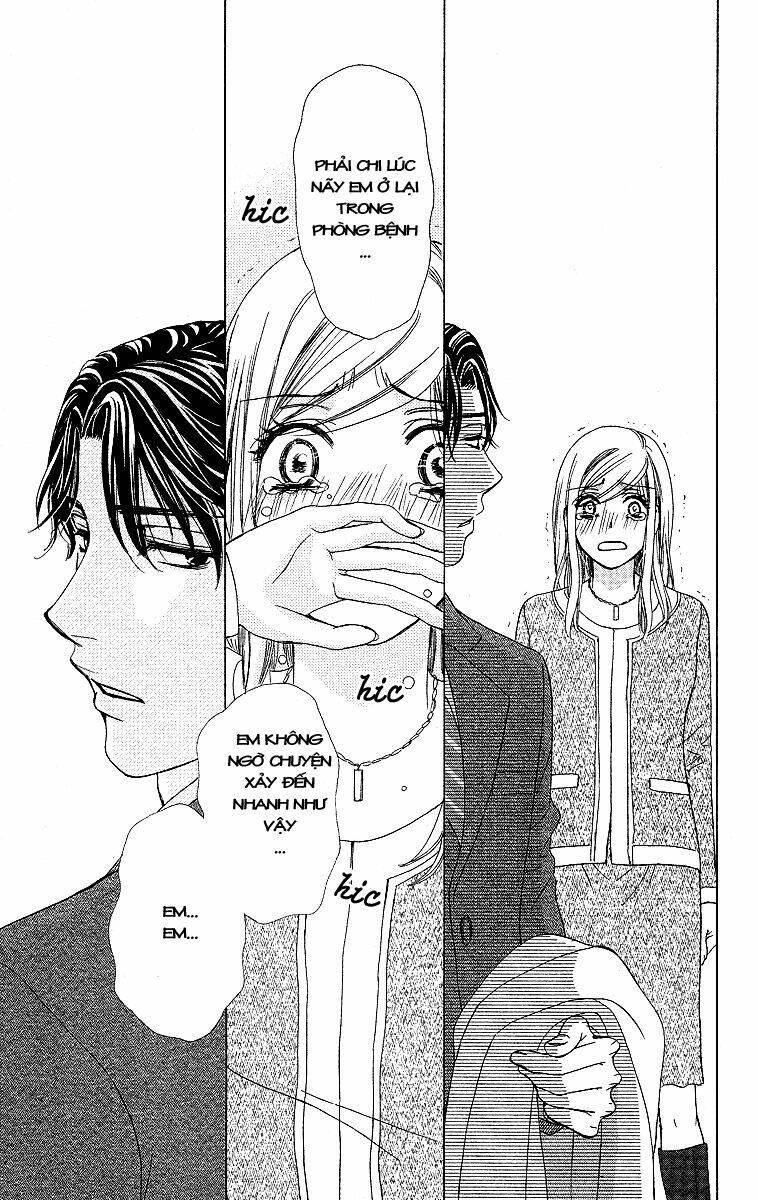 PHẢI CHI LÚC
NÃY EM Ở LẠI
TRONG
PHÒNG BỆNH
...
hic
hic
EM KHÔNG
NGỜ CHUYỆN
XẢY ĐẾN
NHANH NHƯ
VẬY
...
hic
EM...
EM...